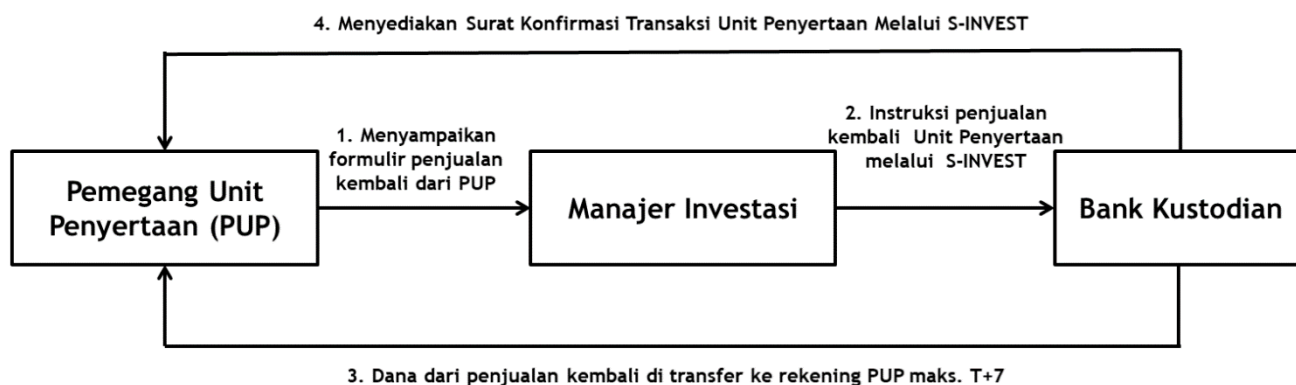 4. Menyediakan Surat Konfirmasi Transaksi Unit Penyertaan Melalui S-INVEST
1. Menyampaikan
formulir penjualan
kembali dari PUP
2. Instruksi penjualan
kembali Unit Penyertaan
melalui S-INVEST
Pemegang Unit
Penyertaan (PUP)
Manajer Investasi
Bank Kustodian
3. Dana dari penjualan kembali di transfer ke rekening PUP maks. T+7